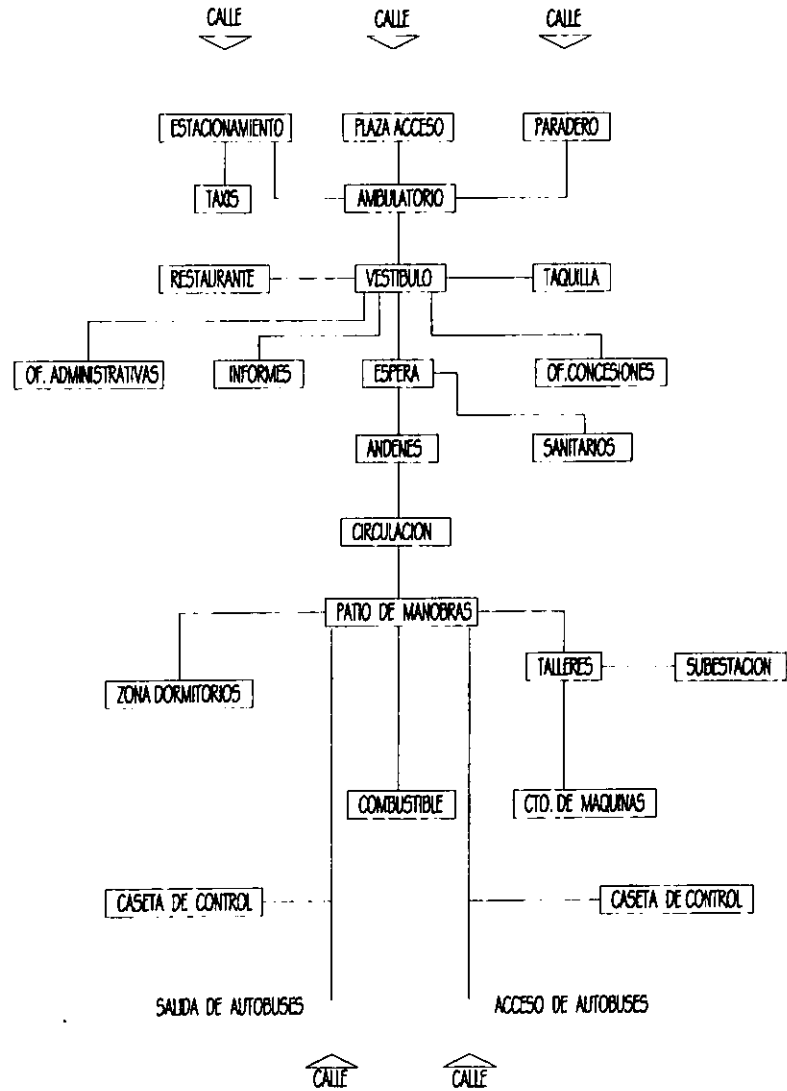 CALLE CALLE CALLE
ESTACIONAMIENTO PLAZA ACCESO PARADERO
TAXIS AMBULATORIO
RESTAURANTE VESTIBULO TAQUILLA
OF. ADMINISTRATIVAS INFORMES ESPERA OF.CONCESIONES
ANDENES SANITARIOS
CIRCULACION
PATIO DE MANOBRAS
TALLERES SUBESTACION
ZONA DORMITORIOS
COMBUSTIBLE CTO. DE MAQUINAS
CASETA DE CONTROL CASETA DE CONTROL
SALIDA DE AUTOBUSES ACCESO DE AUTOBUSES
CALLE CALLE